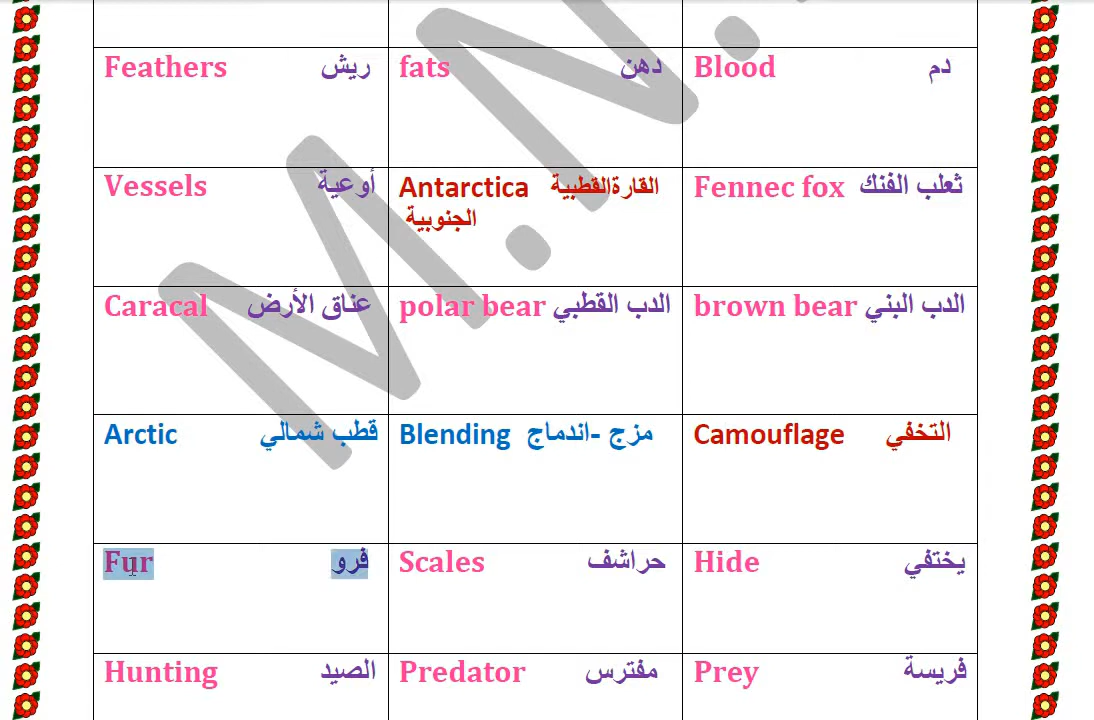 Feathers ريش
fats دهن
Blood دم
Vessels أوعية
Antarctica القارةالقطبية
الجنوبية
Fennec fox ثعلب الفنك
Caracal عناق الأرض
polar bear الدب القطبي
brown bear الدب البني
Arctic قطب شمالي
Blending مزج -اندماج
Camouflage التخفي
Fur فرو
Scales حراشف
Hide يختفي
Hunting الصيد
Predator مفترس
Prey فريسة
M.N.